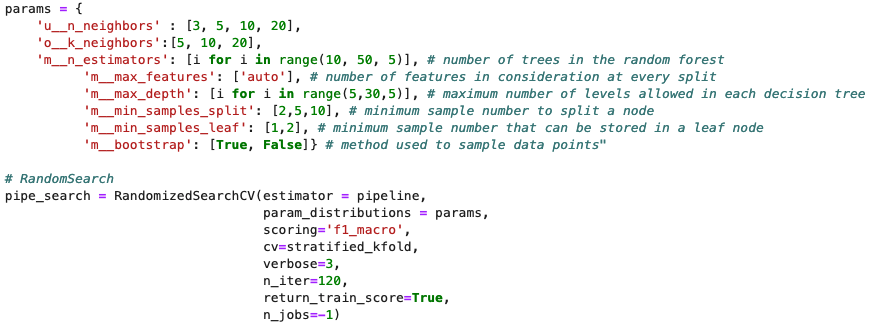 params = {
    'u__n_neighbors' : [3, 5, 10, 20],
    'o__k_neighbors':[5, 10, 20],
    'm__n_estimators': [i for i in range(10, 50, 5)], # number of trees in the random forest
          'm__max_features': ['auto'], # number of features in consideration at every split
          'm__max_depth': [i for i in range(5,30,5)], # maximum number of levels allowed in each decision tree
          'm__min_samples_split': [2,5,10], # minimum sample number to split a node
          'm__min_samples_leaf': [1,2], # minimum sample number that can be stored in a leaf node
          'm__bootstrap': [True, False]} # method used to sample data points"
# RandomSearch
pipe_search = RandomizedSearchCV(estimator = pipeline,
                                 param_distributions = params,
                                 scoring='f1_macro',
                                 cv=stratified_kfold,
                                 verbose=3,
                                 n_iter=120,
                                 return_train_score=True,
                                 n_jobs=-1)